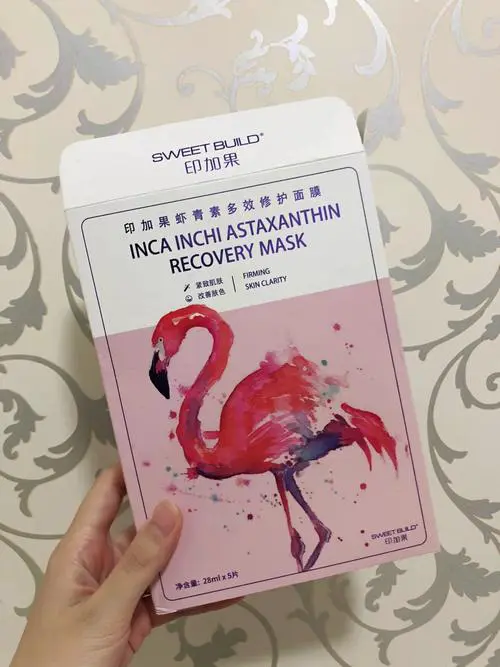 SWEET BUILD®
印加果
印加果虾青素多效修护面膜
INCA INCHI ASTAXANTHIN
RECOVERY MASK
紧致肌肤
改善肤色
FIRMING
SKIN CLARITY
SWEET BUILD®
印加果
净含量: 28ml x 5片